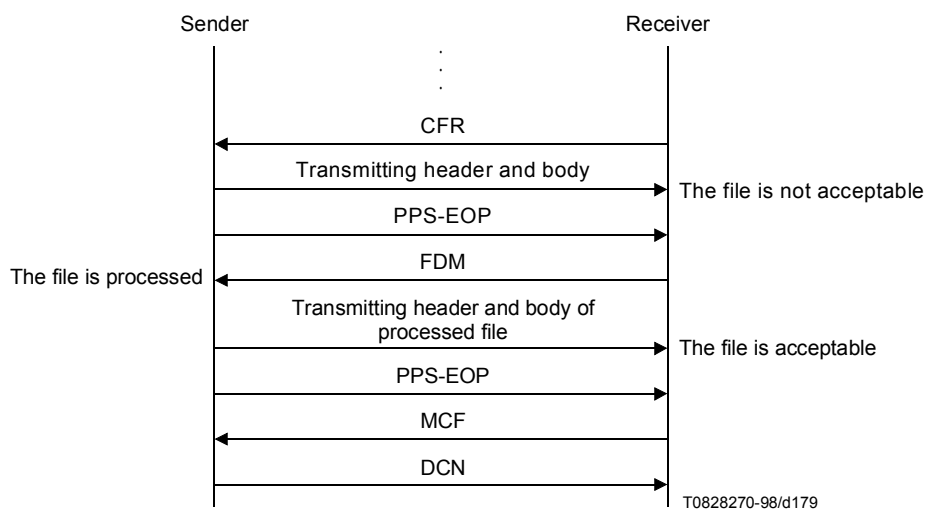 Sender
Receiver
.
.
.
CFR
Transmitting header and body
The file is not acceptable
PPS-EOP
FDM
The file is processed
Transmitting header and body of
processed file
The file is acceptable
PPS-EOP
MCF
DCN
T0828270-98/d179